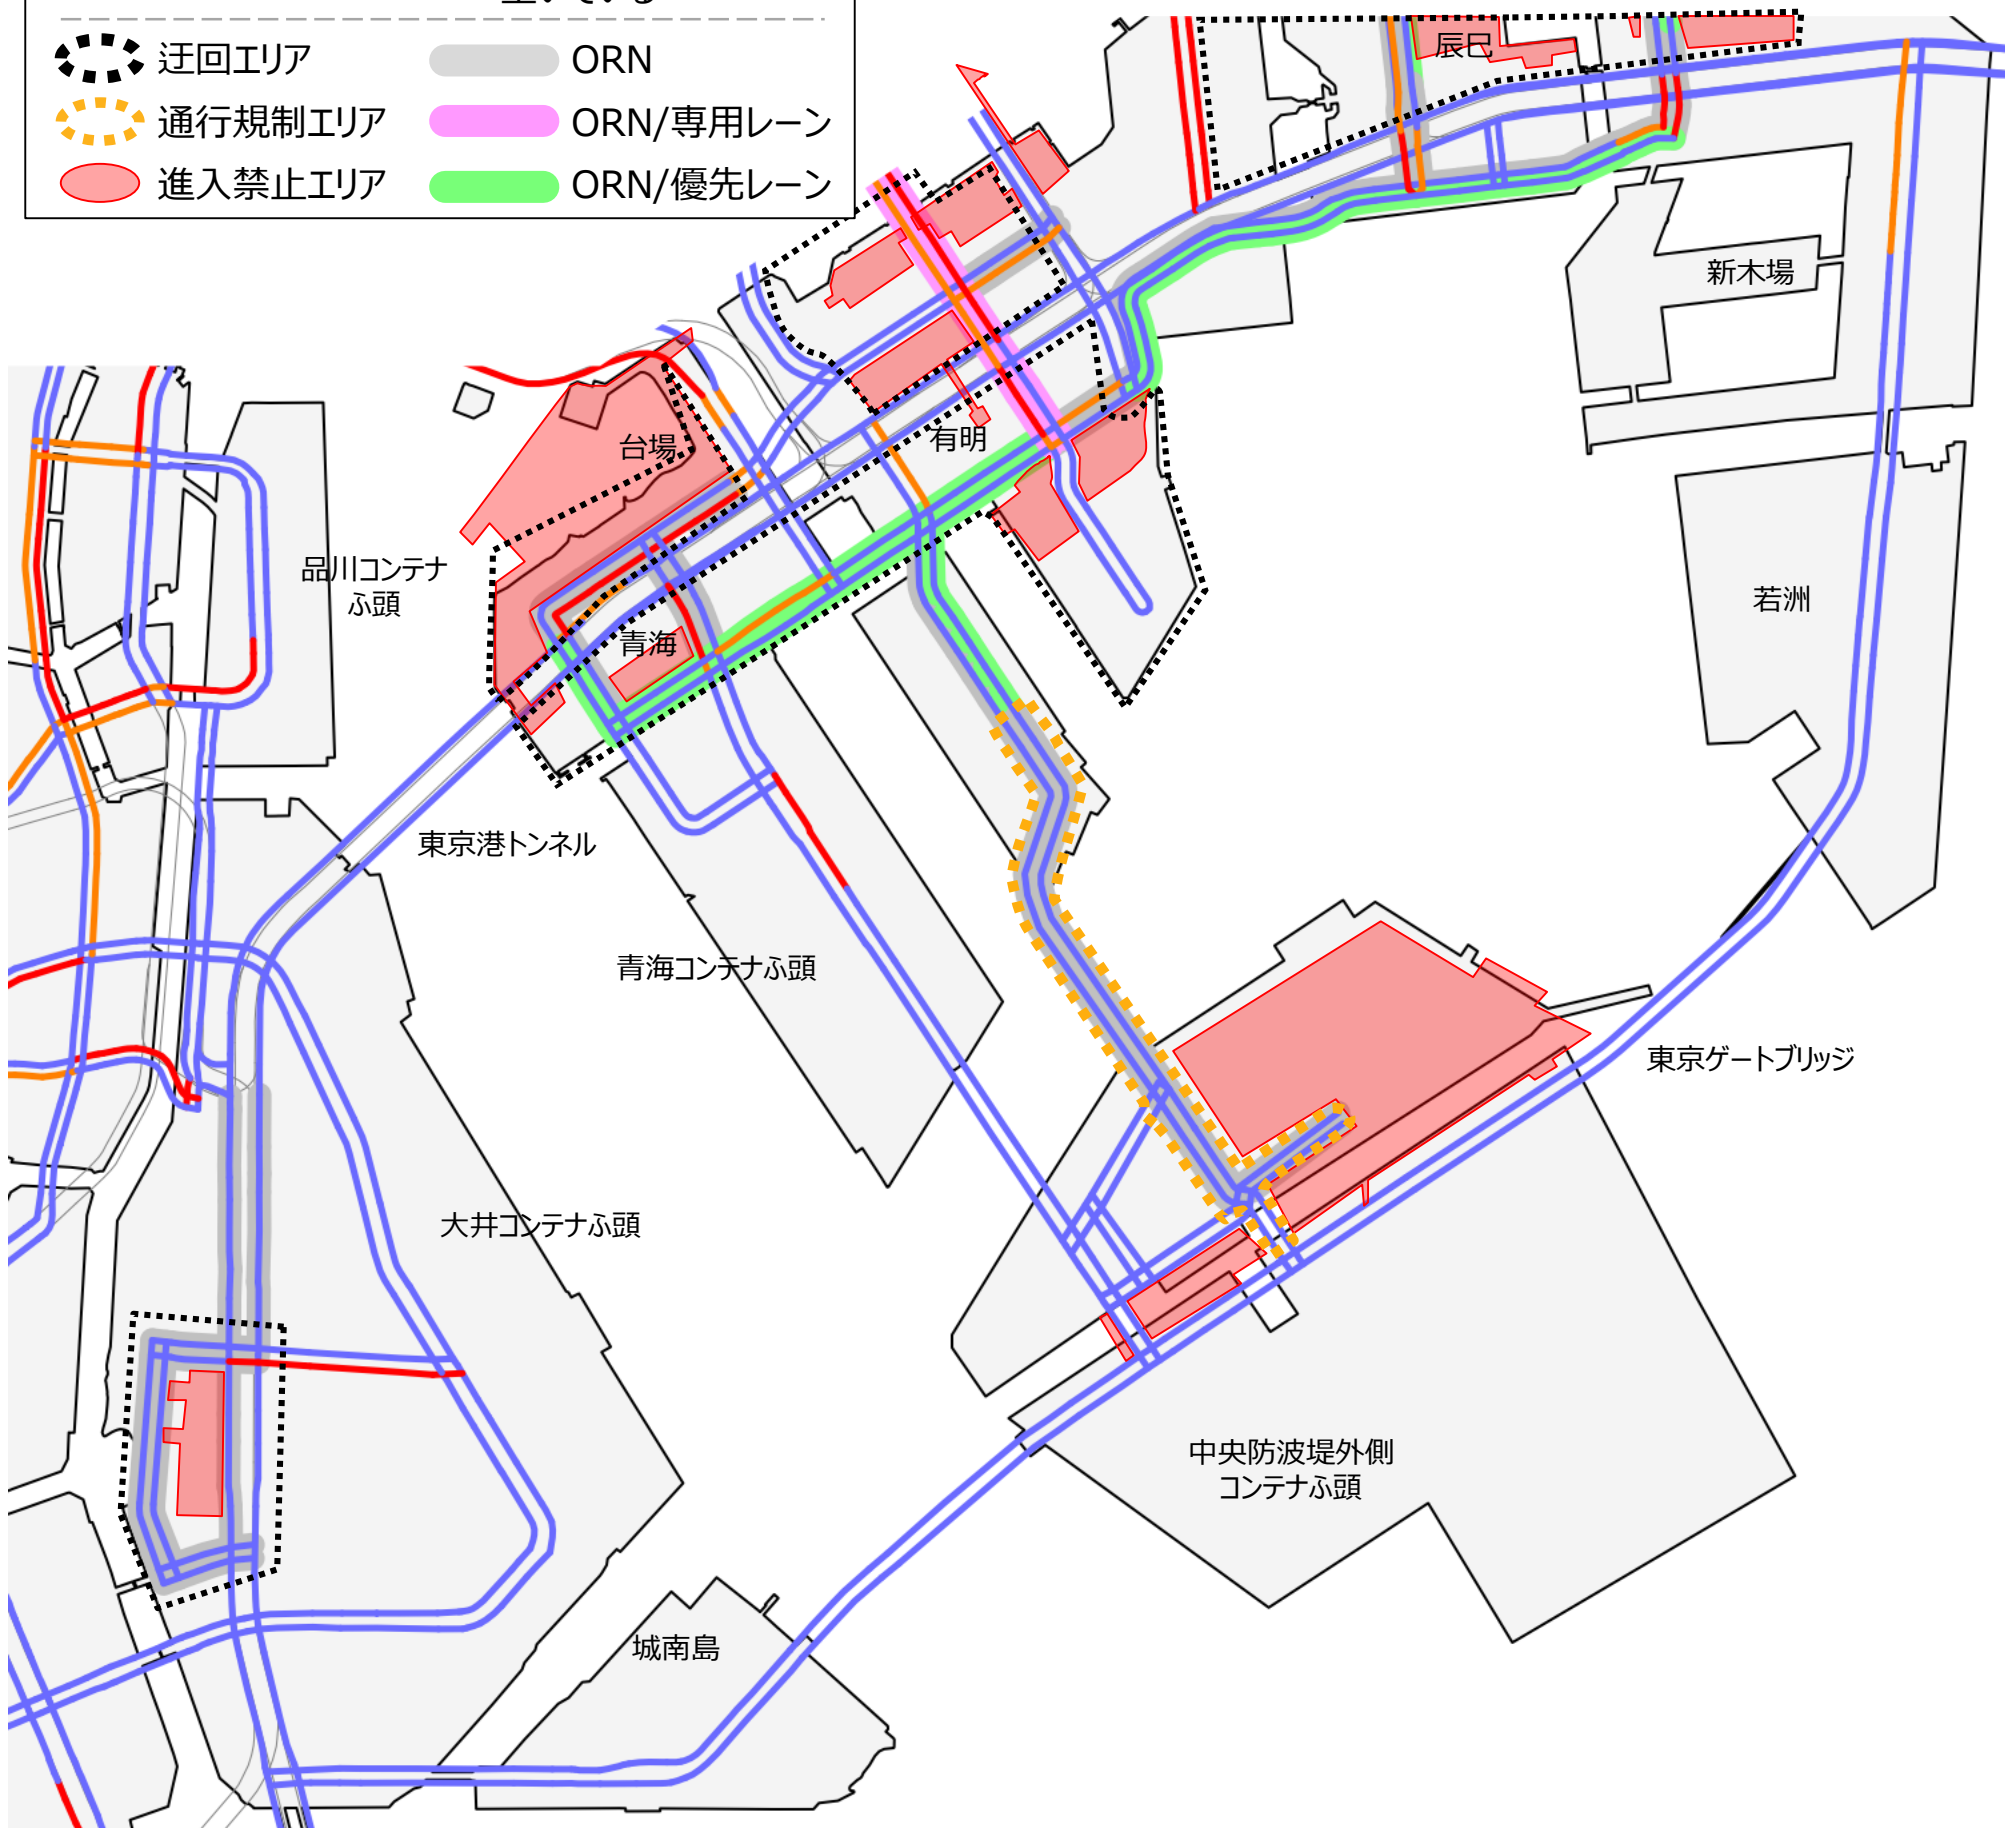 空いている
迂回エリア
ORN
通行規制エリア
ORN/専用レーン
進入禁止エリア
ORN/優先レーン
辰巳
新木場
有明
台場
品川コンテナ
ふ頭
若洲
青海
東京港トンネル
青海コンテナふ頭
東京ゲートブリッジ
大井コンテナふ頭
中央防波堤外側
コンテナふ頭
城南島